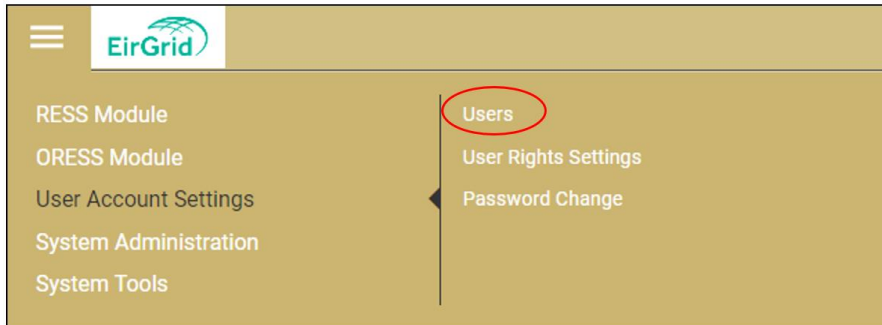 EirGrid
RESS Module
ORESS Module
User Account Settings
System Administration
System Tools
Users
User Rights Settings
Password Change